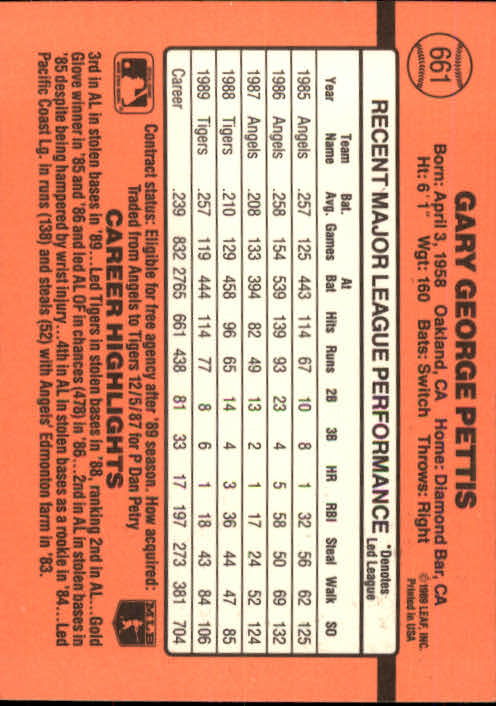 661
GARY GEORGE PETTIS
Born: April 3, 1958 Oakland, CA Home: Diamond Bar, CA
Ht: 6' 1" Wgt: 160 Bats: Switch Throws: Right
©1989 LEAF, INC.
Printed in USA
RECENT MAJOR LEAGUE PERFORMANCE *Denotes Led League
Year Team Name Bat. Avg. Games At Bat Hits Runs 2B 3B HR RBI Steal Walk SO
1985 Angels .257 125 443 114 67 10 8 1 32 56 62 125
1986 Angels .258 154 539 139 93 23 4 5 58 50 69 132
1987 Angels .208 133 394 82 49 13 2 1 17 24 52 124
1988 Tigers .210 129 458 96 65 14 4 3 36 44 47 85
1989 Tigers .257 119 444 114 77 8 6 1 18 43 84 106
Career .239 832 2765 661 438 81 33 17 197 273 381 704
Contract status: Eligible for free agency after '89 season. How acquired:
Traded from Angels to Tigers 12/5/87 for P Dan Petry
MLB
CAREER HIGHLIGHTS
3rd in AL in stolen bases in '89...Led Tigers in stolen bases in '88, ranking 2nd in AL...Gold
Glove winner in '85 and '86 and led AL OF in chances (478) in '86...2nd in AL in stolen bases in
'85 despite being hampered by wrist injury...4th in AL in stolen bases as a rookie in '84...Led
Pacific Coast Lg. in runs (138) and steals (52) with Angels' Edmonton farm in '83.